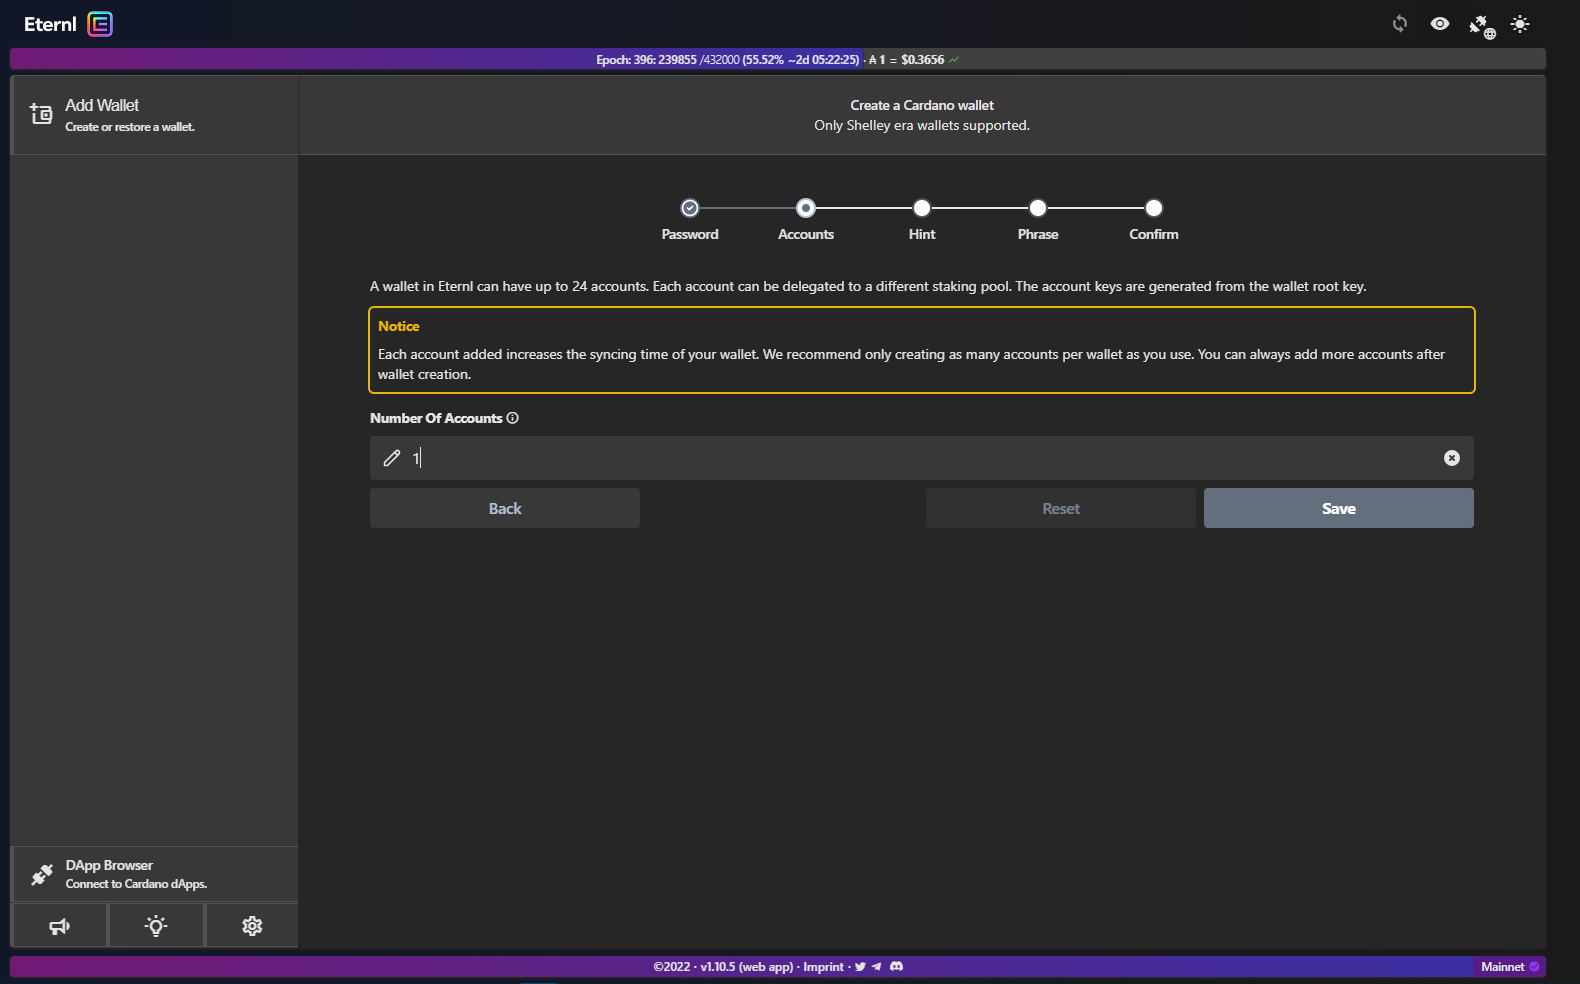 Eternl
Epoch: 396: 239855 /432000 (55.52% ~2d 05:22:25) · ₳ 1 = $0.3656
Add Wallet
Create or restore a wallet.
Create a Cardano wallet
Only Shelley era wallets supported.
Password
Accounts
Hint
Phrase
Confirm
A wallet in Eternl can have up to 24 accounts. Each account can be delegated to a different staking pool. The account keys are generated from the wallet root key.
Notice
Each account added increases the syncing time of your wallet. We recommend only creating as many accounts per wallet as you use. You can always add more accounts after
wallet creation.
Number Of Accounts
1
Back
Reset
Save
DApp Browser
Connect to Cardano dApps.
©2022 · v1.10.5 (web app) · Imprint ·
Mainnet